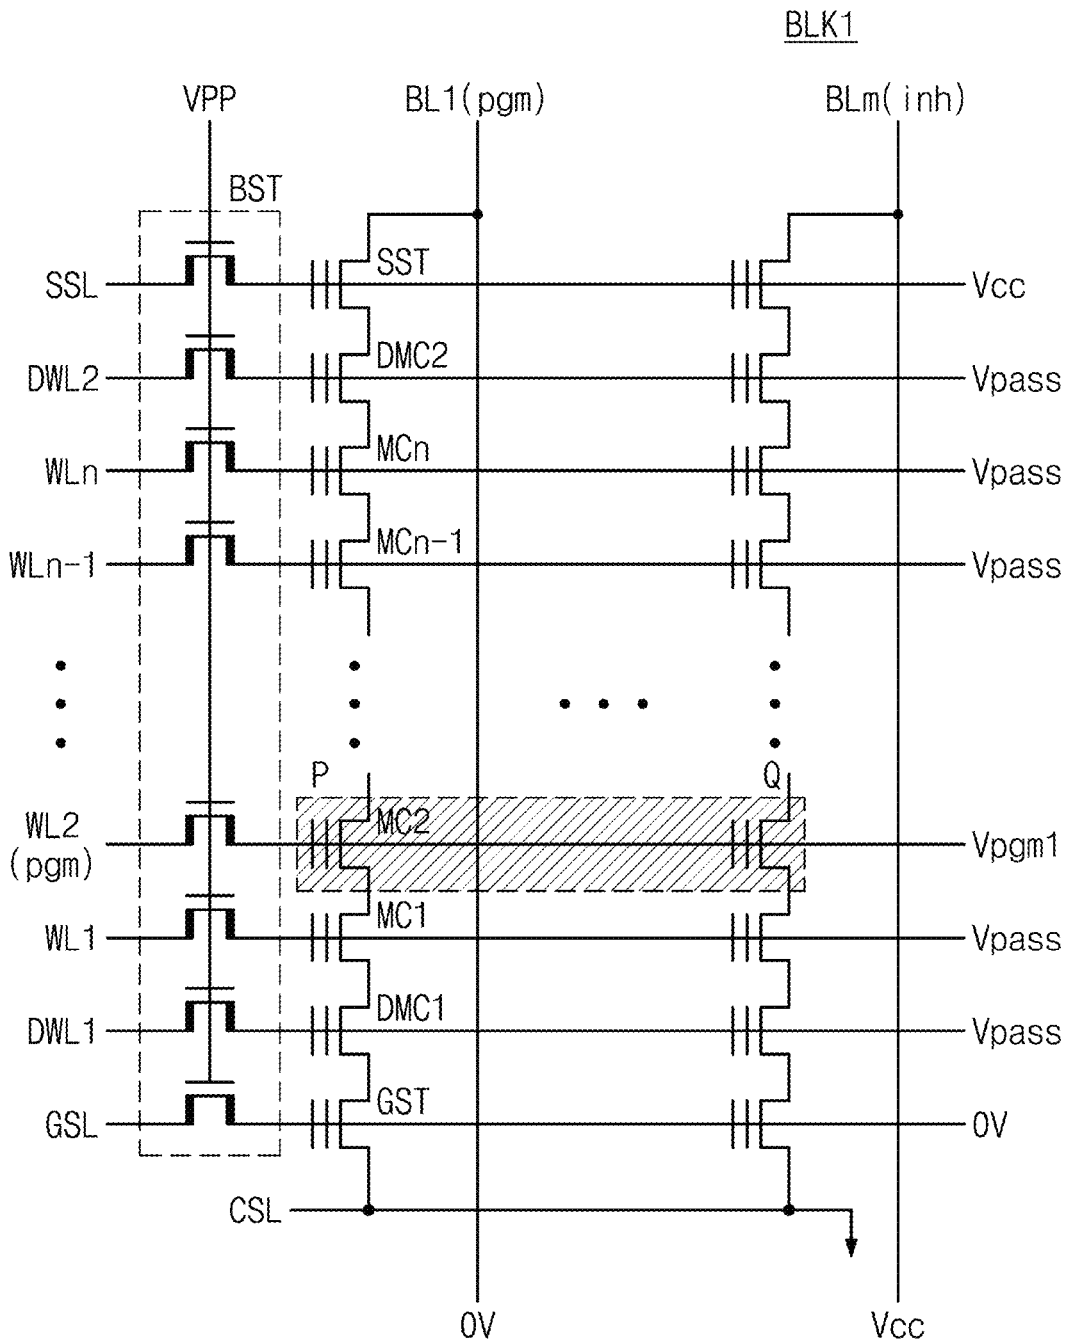 BLK1
VPP BL1(pgm) BLm(inh)
BST
SSL SST Vcc
DWL2 DMC2 Vpass
WLn MCn Vpass
WLn-1 MCn-1 Vpass
P Q
WL2 MC2 Vpgm1
(pgm)
WL1 MC1 Vpass
DWL1 DMC1 Vpass
GSL GST 0V
CSL
0V Vcc